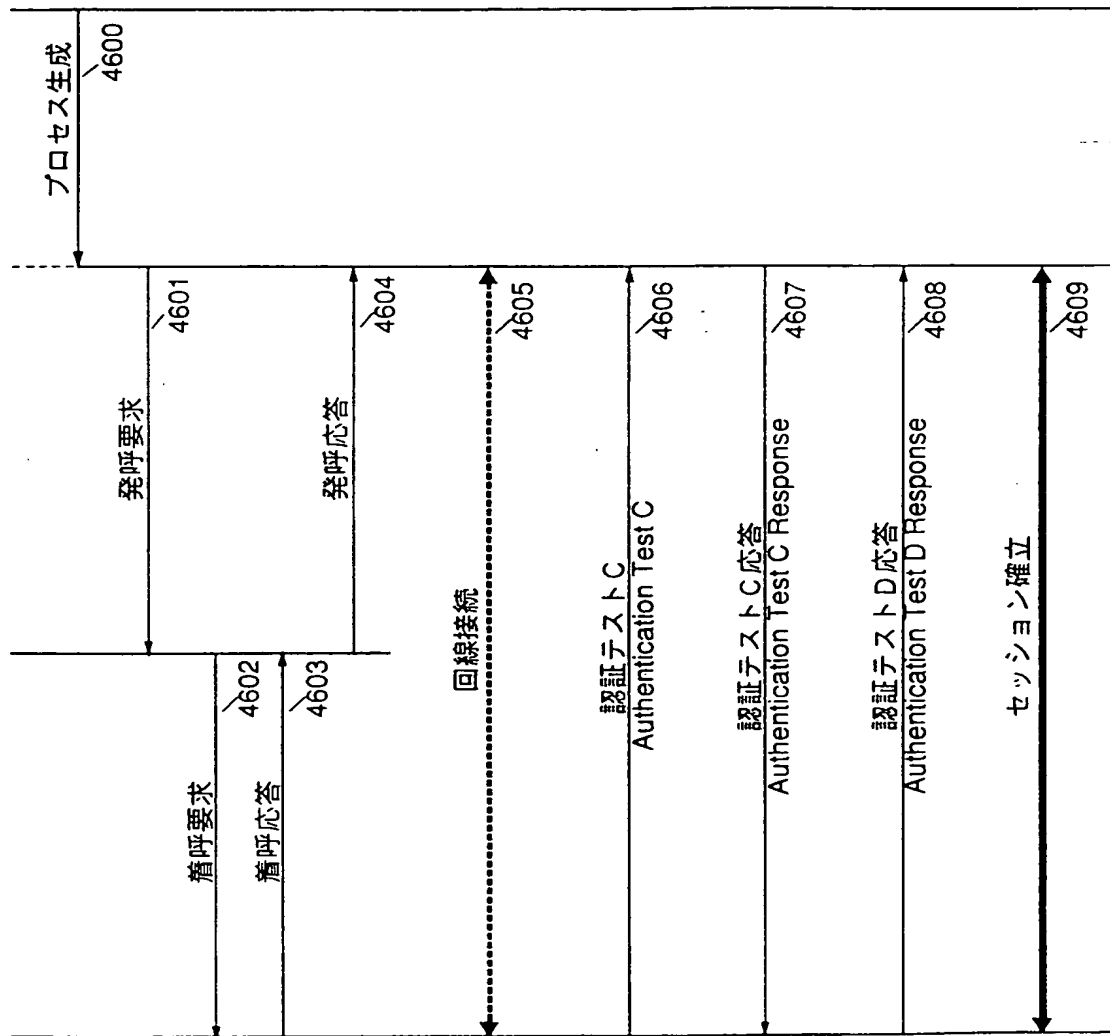 プロセス生成
4600
発呼要求
4601
着呼要求
4602
着呼応答
4603
発呼応答
4604
回線接続
4605
認証テストC
Authentication Test C
4606
認証テストC応答
Authentication Test C Response
4607
認証テストD応答
Authentication Test D Response
4608
セッション確立
4609